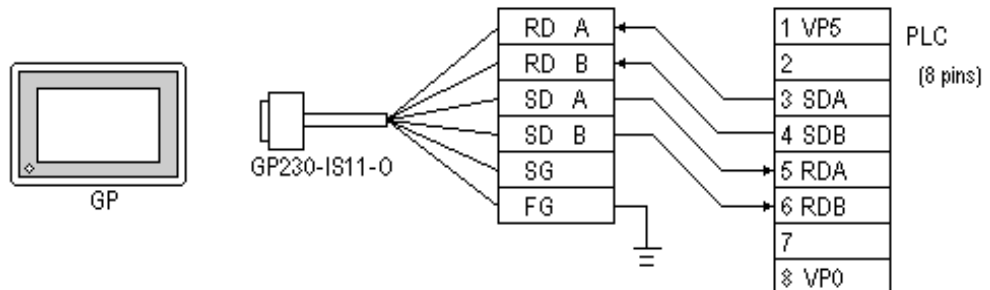 GP
GP230-IS11-O
RD A
RD B
SD A
SD B
SG
FG
1 VP5
2
3 SDA
4 SDB
5 RDA
6 RDB
7
8 VP0
PLC
(8 pins)